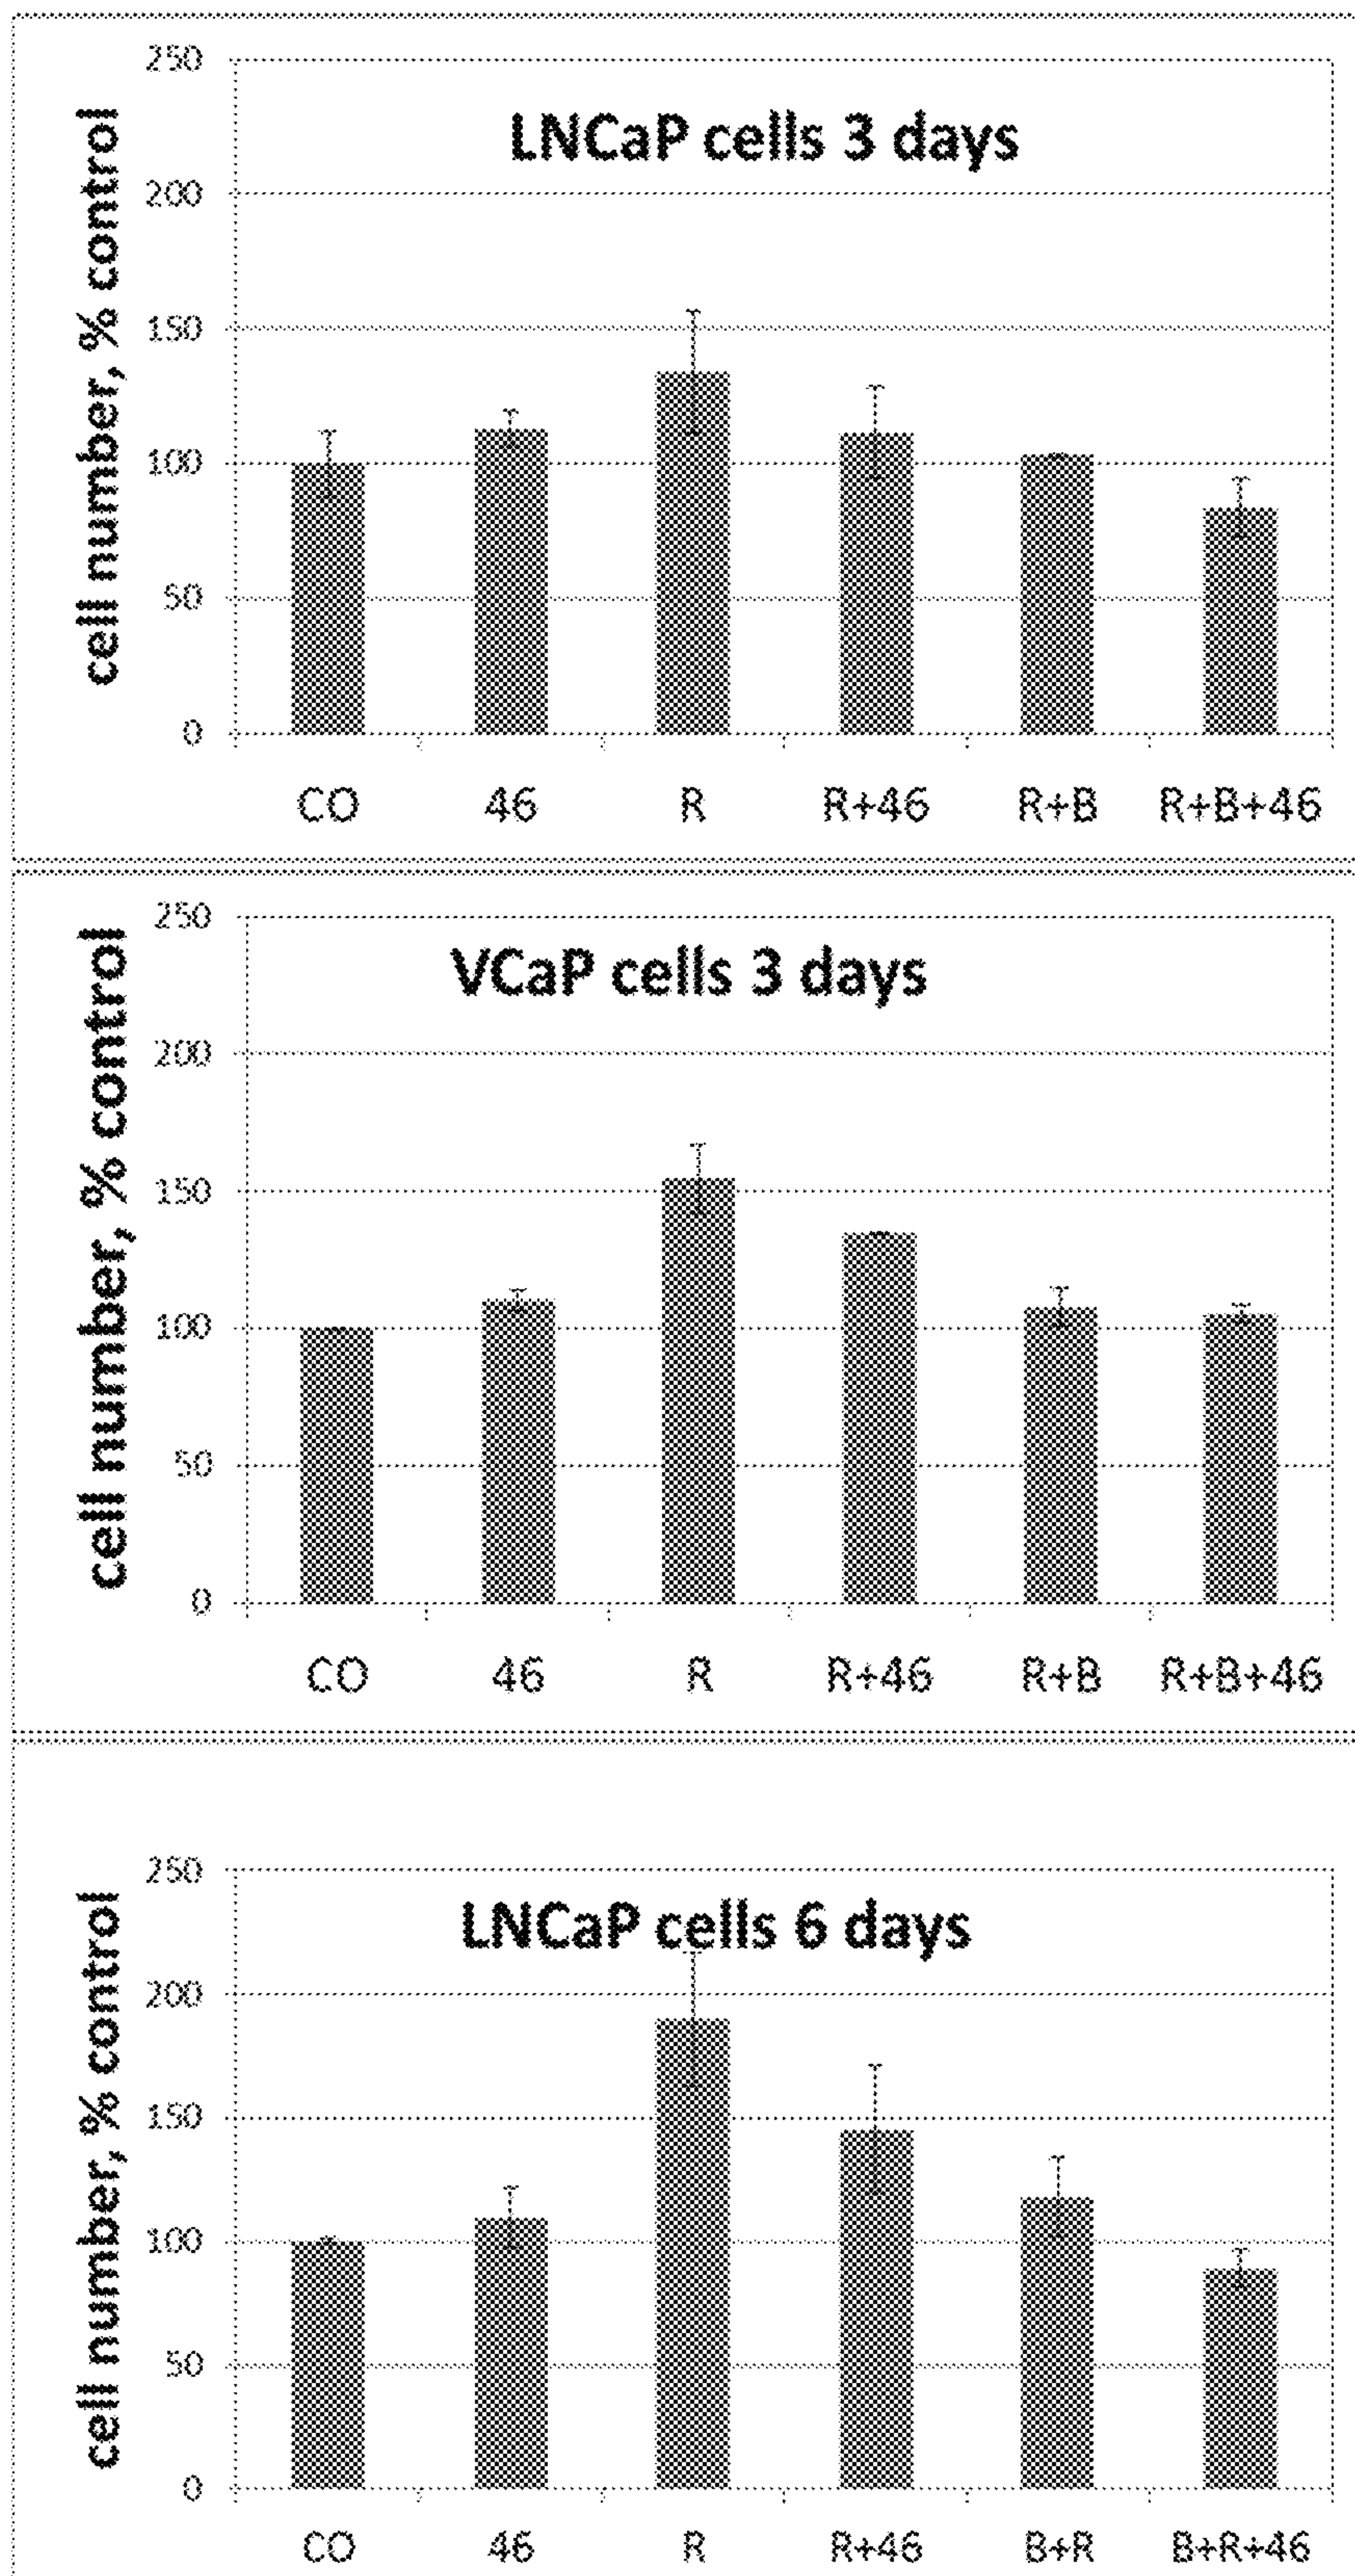 LNCaP cells 3 days
cell number, % control
250
200
150
100
50
0
CO 46 R R+46 R+B R+B+46
VCaP cells 3 days
cell number, % control
250
200
150
100
50
0
CO 46 R R+46 R+B R+B+46
LNCaP cells 6 days
cell number, % control
250
200
150
100
50
0
CO 46 R R+46 B+R B+R+46